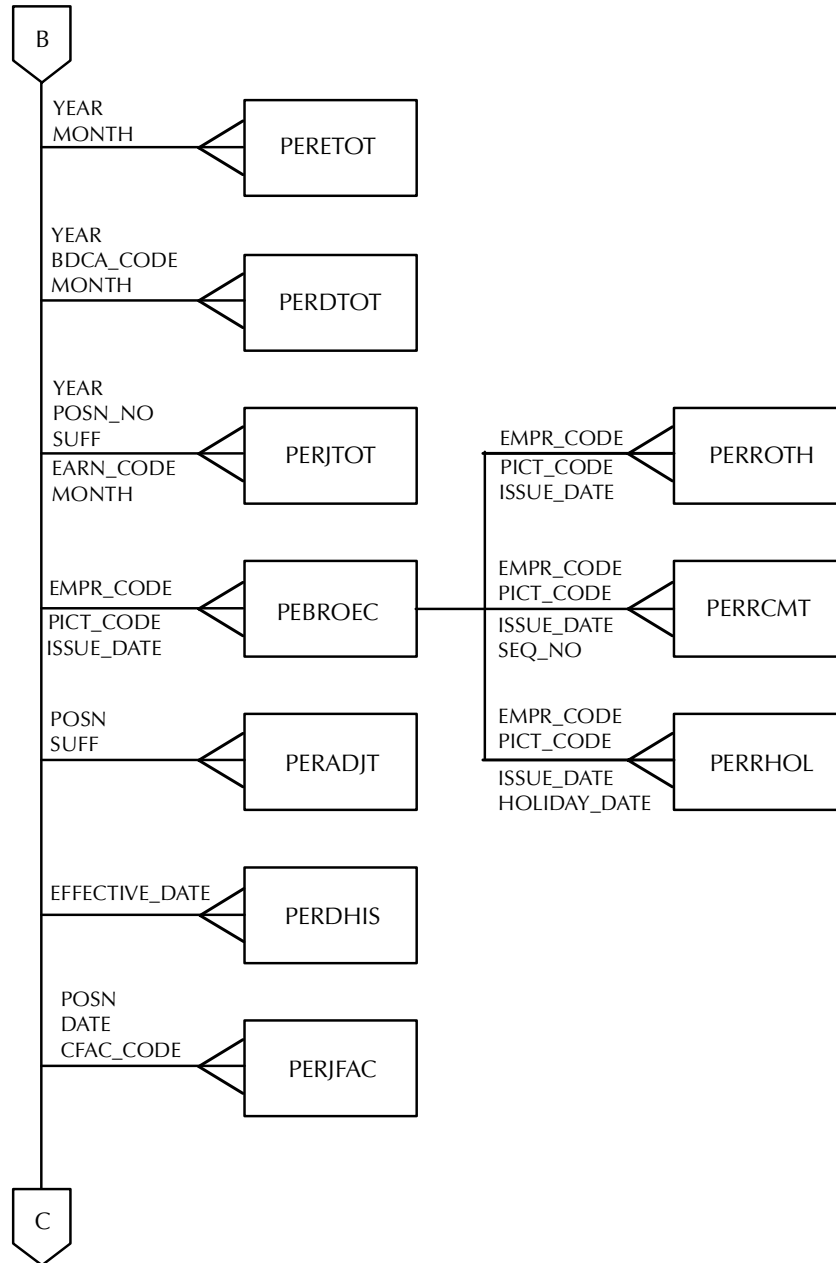 B
YEAR
MONTH
PERETOT
YEAR
BDCA_CODE
MONTH
PERDTOT
YEAR
POSN_NO
SUFF
EARN_CODE
MONTH
PERJTOT
EMPR_CODE
PICT_CODE
ISSUE_DATE
PERROTH
EMPR_CODE
PICT_CODE
ISSUE_DATE
PEBROEC
EMPR_CODE
PICT_CODE
ISSUE_DATE
SEQ_NO
PERRCMT
POSN
SUFF
PERADJT
EMPR_CODE
PICT_CODE
ISSUE_DATE
HOLIDAY_DATE
PERRHOL
EFFECTIVE_DATE
PERDHIS
POSN
DATE
CFAC_CODE
PERJFAC
C